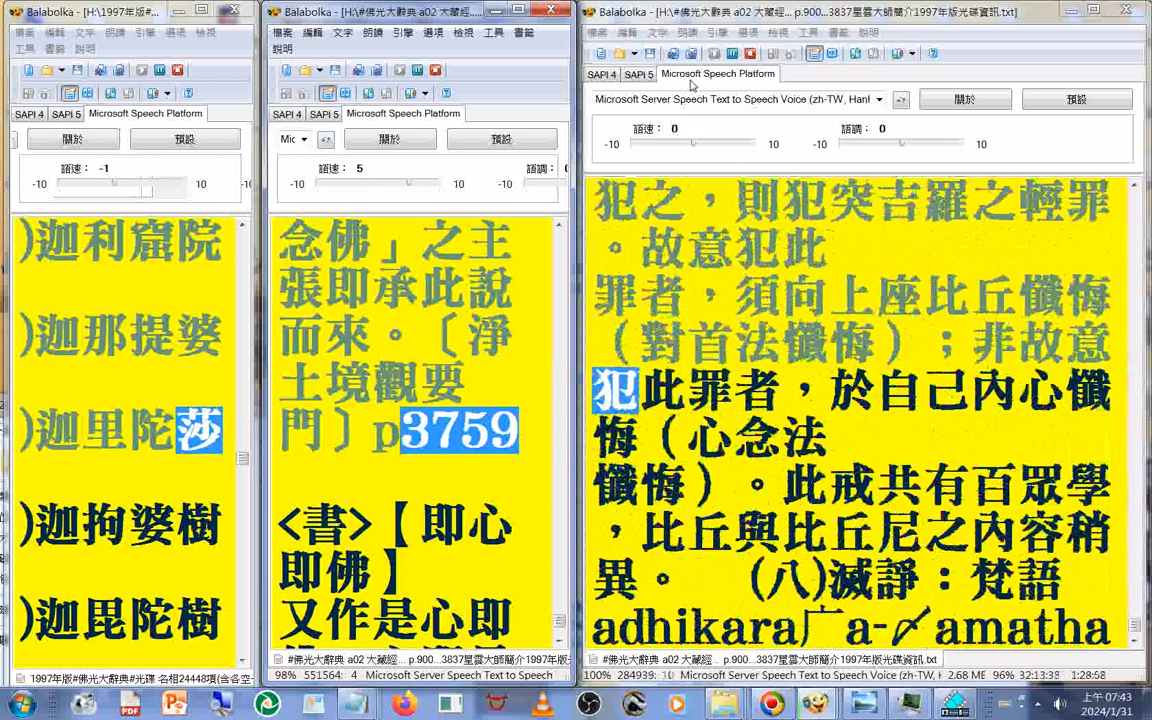 Balabolka - [H:\1997年版#...
檔案 編輯 文字 朗讀 引擎 選項 檢視
工具 書籤 說明
SAPI 4 SAPI 5 Microsoft Speech Platform
關於 預設
語速： -1
-10 10
)迦利窟院
)迦那提婆
)迦里陀莎
)迦拘婆樹
)迦毘陀樹
1997年版#佛光大辭典#光碟 名相24448項(含各空
Balabolka - [H:\#佛光大辭典 a02 大藏經...
檔案 編輯 文字 朗讀 引擎 選項 檢視 工具 書籤
說明
SAPI 4 SAPI 5 Microsoft Speech Platform
Mic 關於 預設
語速： 5 語調： 0
-10 10 -10
念佛」之主
張即承此說
而來。〔淨
土境觀要
門〕p3759
<書>【即心
即佛】
又作是心即
#佛光大辭典 a02 大藏經... p.900...3837星雲大師簡介1997年版
98% 551564: 4 Microsoft Server Speech Text to Speech
Balabolka - [H:\#佛光大辭典 a02 大藏經... p.900...3837星雲大師簡介1997年版光碟資訊.txt]
檔案 編輯 文字 朗讀 引擎 選項 檢視 工具 書籤 說明
SAPI 4 SAPI 5 Microsoft Speech Platform
Microsoft Server Speech Text to Speech Voice (zh-TW, HanH 關於 預設
語速： 0 語調： 0
-10 10 -10 10
犯之，則犯突吉羅之輕罪
。故意犯此
罪者，須向上座比丘懺悔
（對首法懺悔）；非故意
犯此罪者，於自己內心懺
悔（心念法
懺悔）。此戒共有百眾學
，比丘與比丘尼之內容稍
異。 (八)滅諍：梵語
adhikara厂a-〆amatha
#佛光大辭典 a02 大藏經... p.900...3837星雲大師簡介1997年版光碟資訊.txt
100% 284939: Microsoft Server Speech Text to Speech Voice (zh-TW, 2.68 ME 96% 32:13:38 1:28:58
上午 07:43
2024/1/31